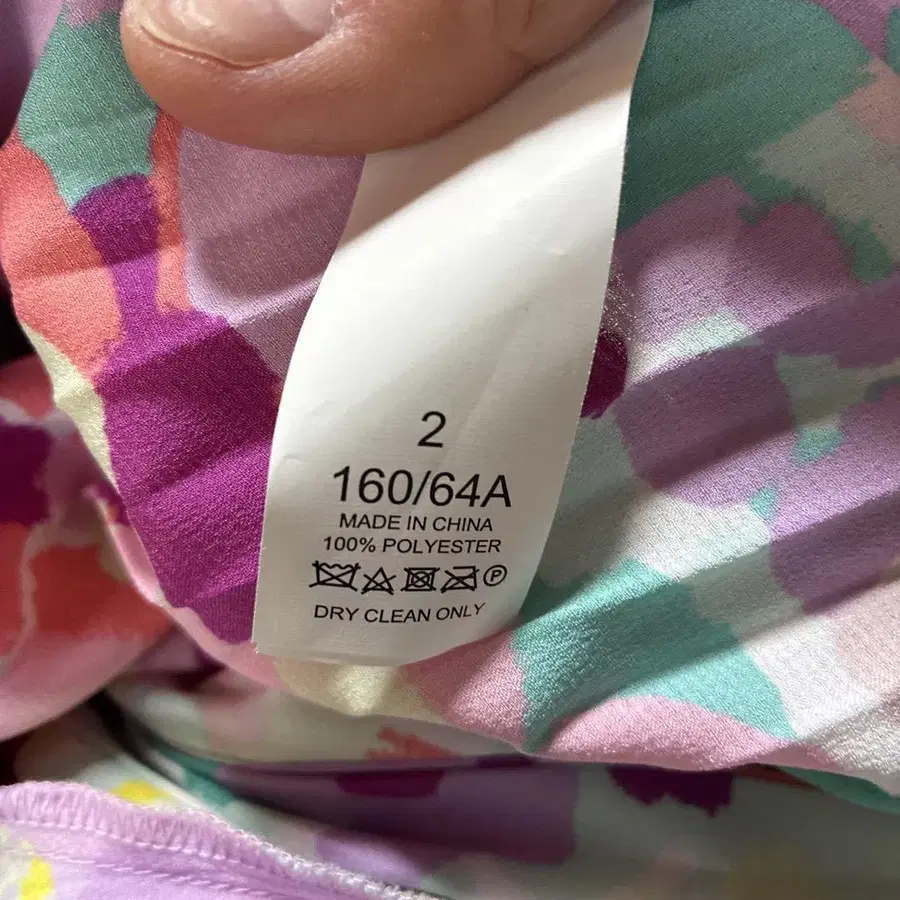 2
160/64A
MADE IN CHINA
100% POLYESTER
P
DRY CLEAN ONLY